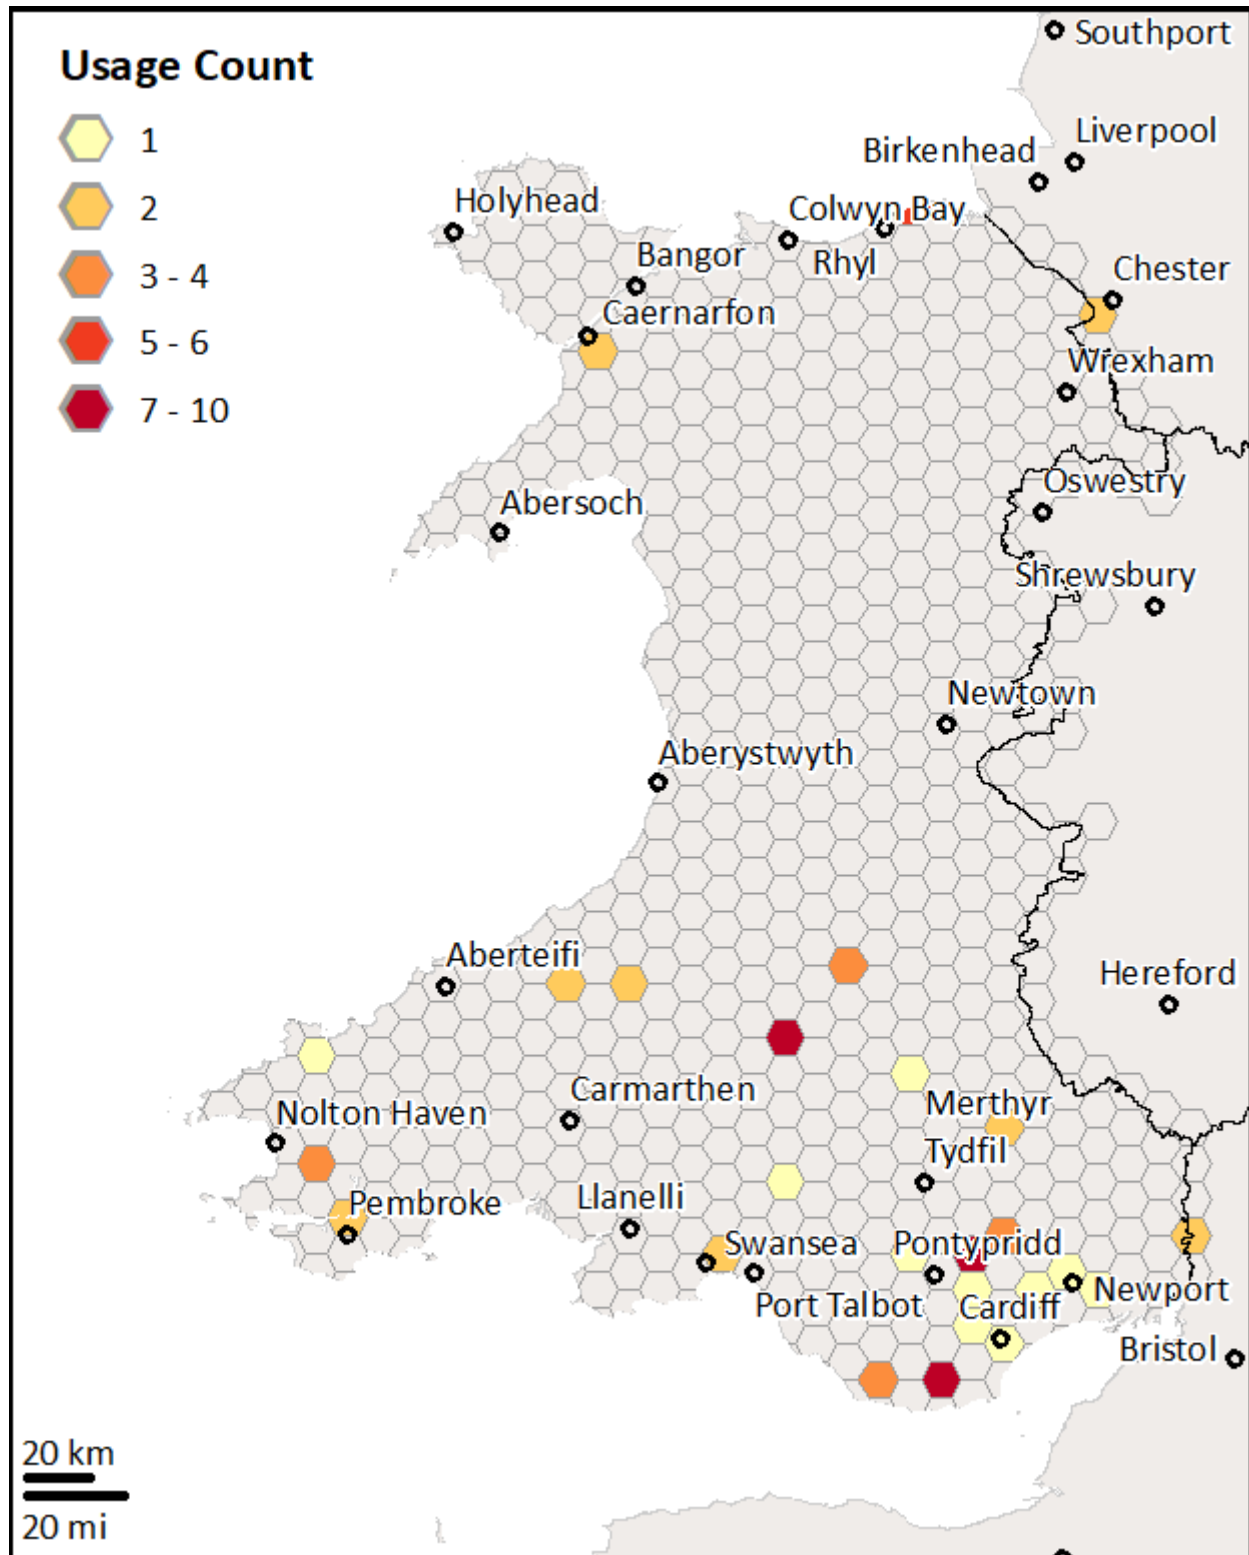 Usage Count
1
2
3 - 4
5 - 6
7 - 10
Southport
Liverpool
Birkenhead
Holyhead
Colwyn Bay
Bangor
Rhyl
Chester
Caernarfon
Wrexham
Oswestry
Abersoch
Shrewsbury
Newtown
Aberystwyth
Aberteifi
Hereford
Carmarthen
Nolton Haven
Merthyr
Tydfil
Pembroke
Llanelli
Swansea
Pontypridd
Port Talbot
Cardiff
Newport
Bristol
20 km
20 mi